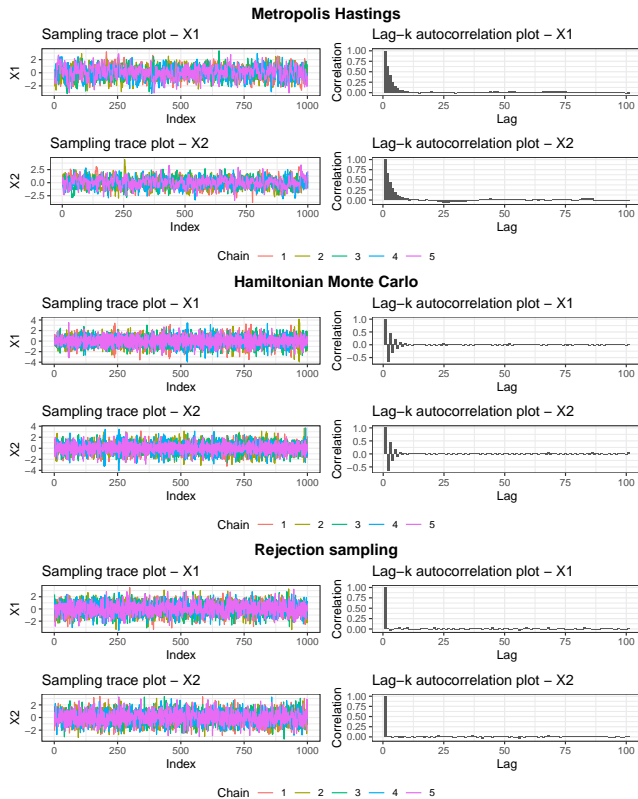 Metropolis Hastings
Sampling trace plot − X1
Lag−k autocorrelation plot − X1
X1
2
0
−2
0
250
500
750
1000
Index
Correlation
1.00
0.75
0.50
0.25
0.00
0
25
50
75
100
Lag
Sampling trace plot − X2
Lag−k autocorrelation plot − X2
X2
2.5
0.0
−2.5
0
250
500
750
1000
Index
Correlation
1.00
0.75
0.50
0.25
0.00
0
25
50
75
100
Lag
Chain 1 2 3 4 5
Hamiltonian Monte Carlo
Sampling trace plot − X1
Lag−k autocorrelation plot − X1
X1
4
2
0
−2
−4
0
250
500
750
1000
Index
Correlation
1.0
0.5
0.0
−0.5
0
25
50
75
100
Lag
Sampling trace plot − X2
Lag−k autocorrelation plot − X2
X2
4
2
0
−2
−4
0
250
500
750
1000
Index
Correlation
1.0
0.5
0.0
−0.5
0
25
50
75
100
Lag
Chain 1 2 3 4 5
Rejection sampling
Sampling trace plot − X1
Lag−k autocorrelation plot − X1
X1
2
0
−2
0
250
500
750
1000
Index
Correlation
1.00
0.75
0.50
0.25
0.00
0
25
50
75
100
Lag
Sampling trace plot − X2
Lag−k autocorrelation plot − X2
X2
2
0
−2
0
250
500
750
1000
Index
Correlation
1.00
0.75
0.50
0.25
0.00
0
25
50
75
100
Lag
Chain 1 2 3 4 5